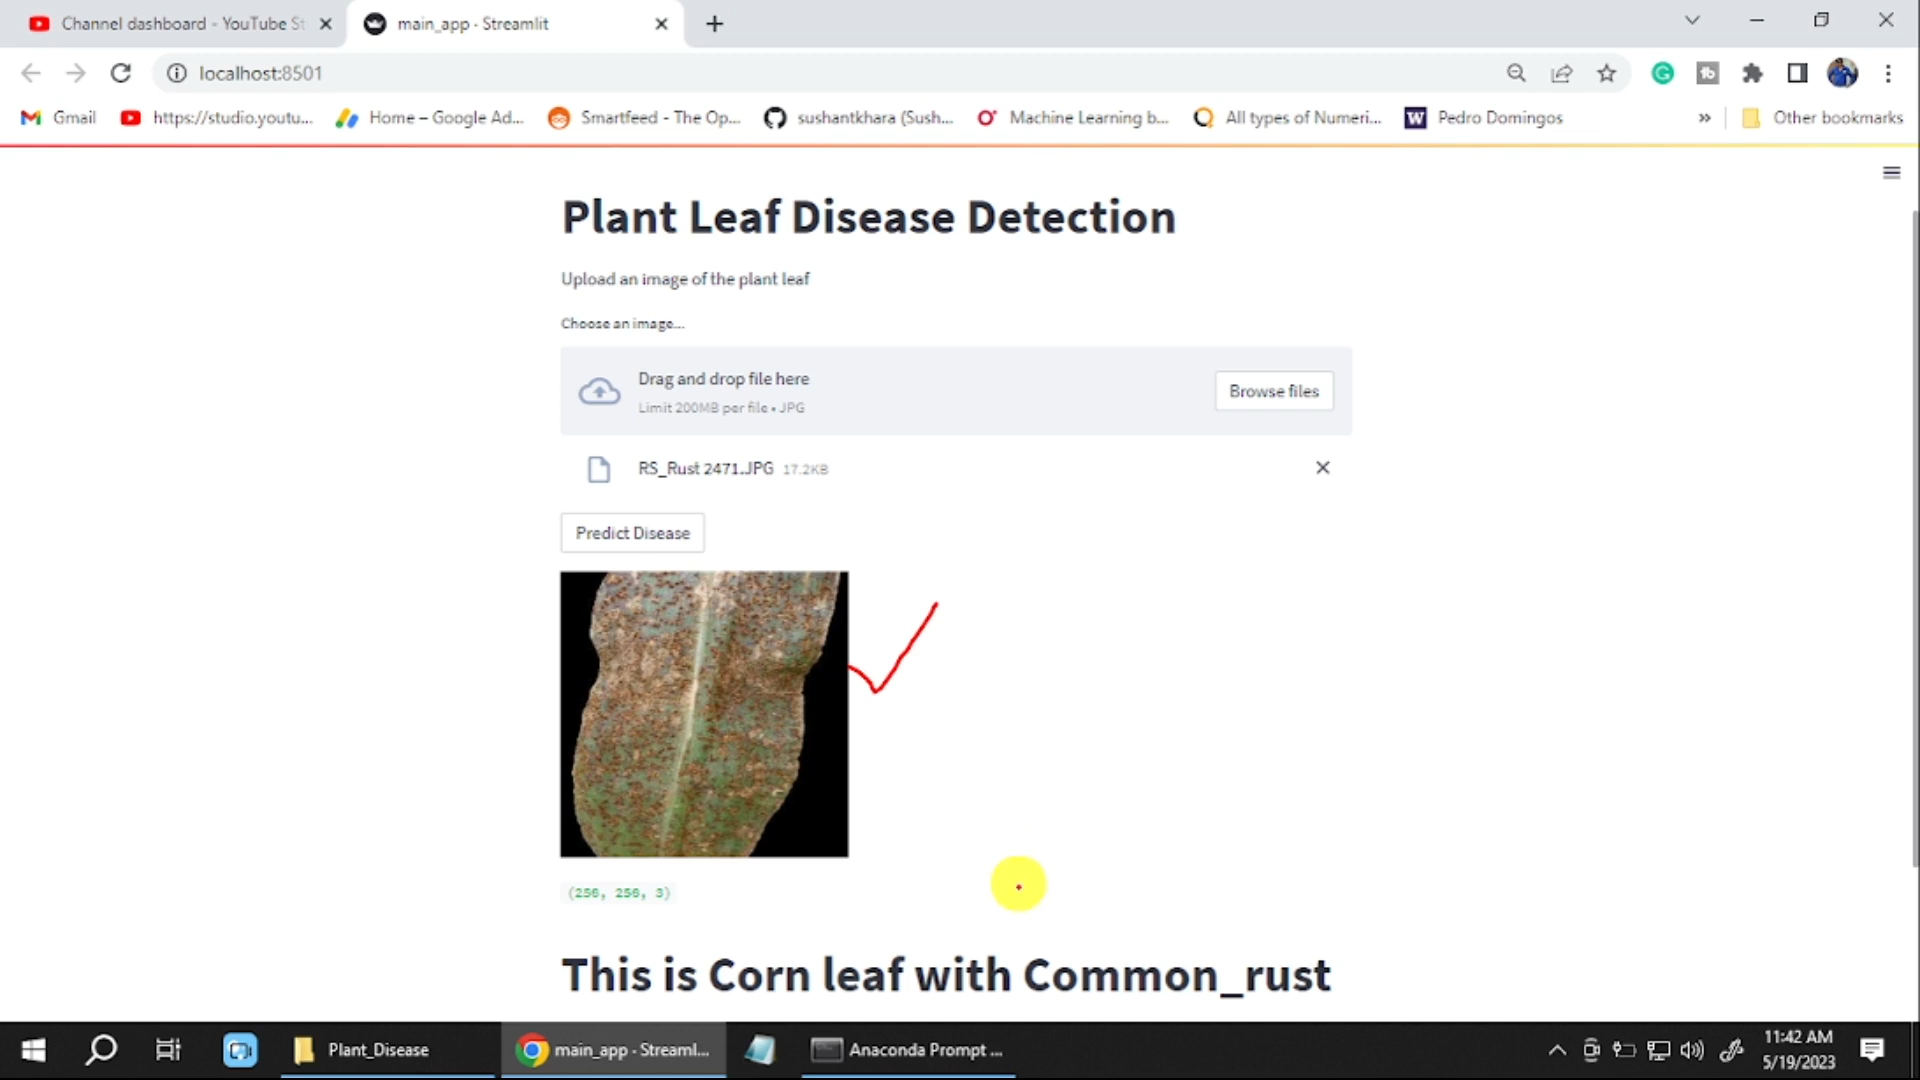 Channel dashboard - YouTube St
main_app · Streamlit
localhost:8501
Gmail
https://studio.youtu...
Home – Google Ad...
Smartfeed - The Op...
sushantkhara (Sush...
Machine Learning b...
All types of Numeri...
W
Pedro Domingos
»
Other bookmarks
Plant Leaf Disease Detection
Upload an image of the plant leaf
Choose an image...
Drag and drop file here
Limit 200MB per file • JPG
Browse files
RS_Rust 2471.JPG 17.2KB
Predict Disease
(256, 256, 3)
This is Corn leaf with Common_rust
Plant_Disease
main_app - Streaml...
Anaconda Prompt ...
11:42 AM
5/19/2023